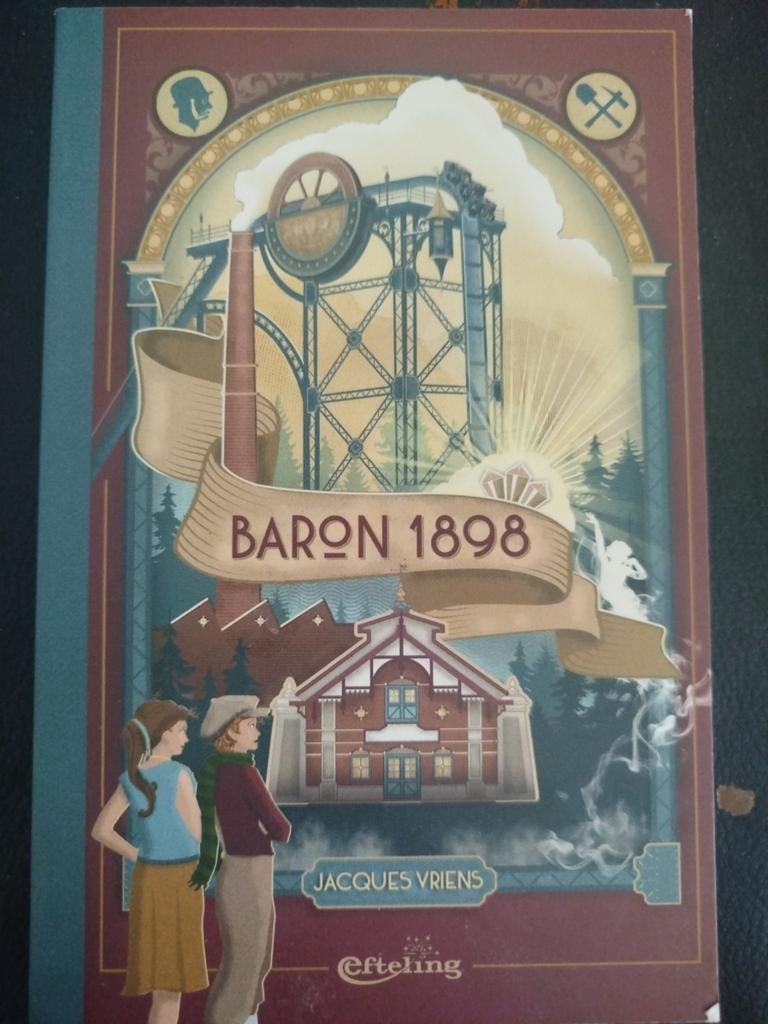 BARON 1898
JACQUES VRIENS
efteling